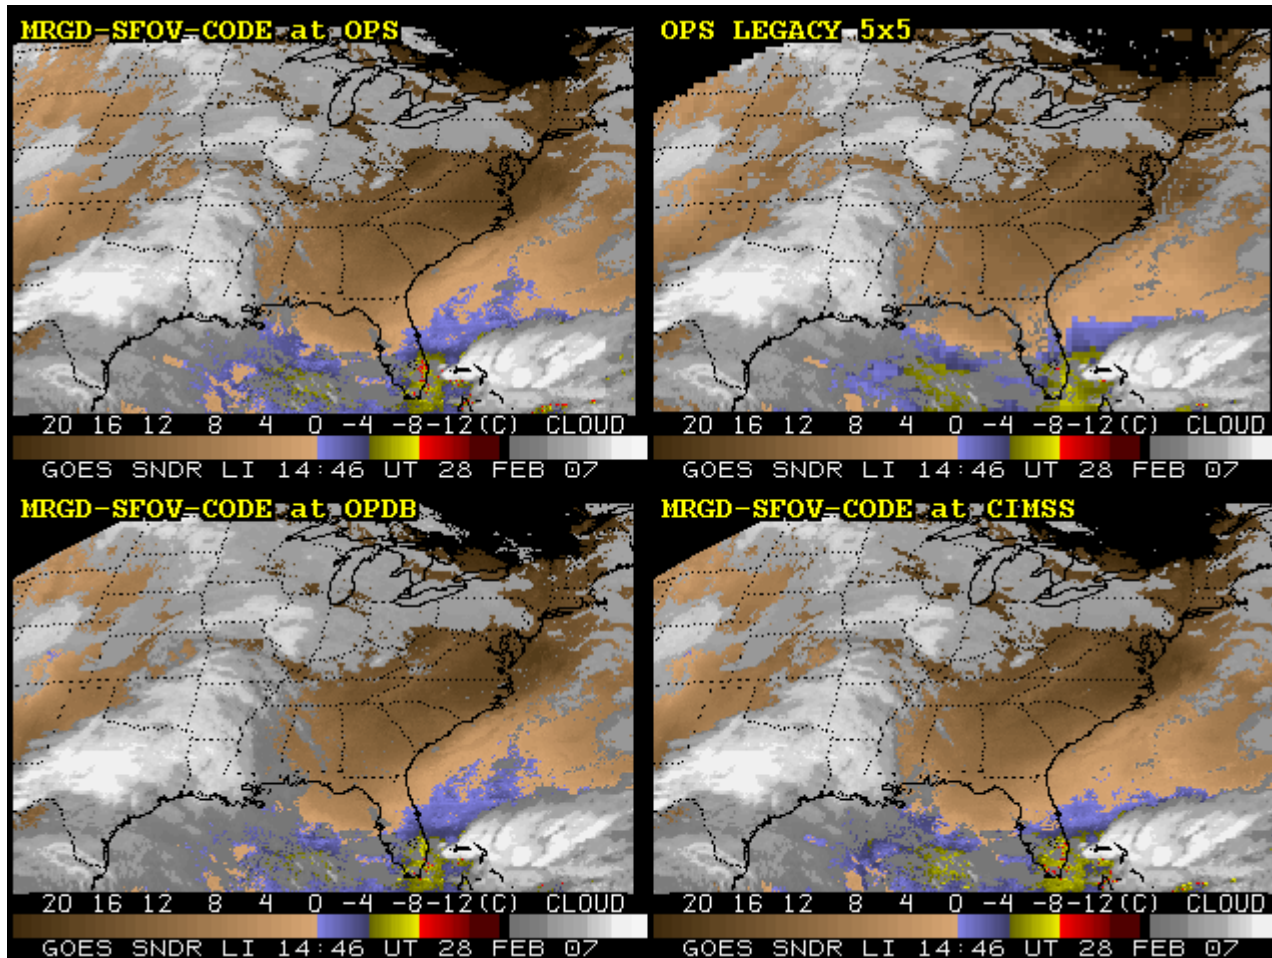 MRGD-SFOV-CODE at OPS
OPS LEGACY 5x5
20 16 12 8 4 0 -4 -8-12(C) CLOUD
20 16 12 8 4 0 -4 -8-12(C) CLOUD
GOES SNDR LI 14:46 UT 28 FEB 07
GOES SNDR LI 14:46 UT 28 FEB 07
MRGD-SFOV-CODE at OPDB
MRGD-SFOV-CODE at CIMSS
20 16 12 8 4 0 -4 -8-12(C) CLOUD
20 16 12 8 4 0 -4 -8-12(C) CLOUD
GOES SNDR LI 14:46 UT 28 FEB 07
GOES SNDR LI 14:46 UT 28 FEB 07